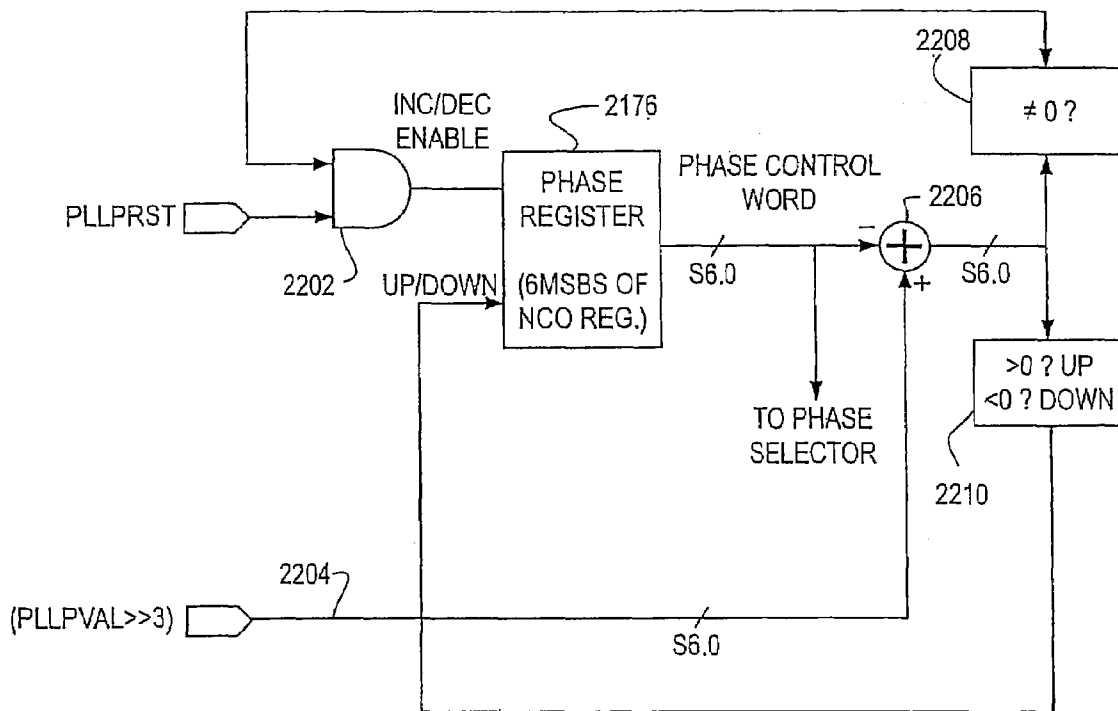 2208
≠ 0 ?
INC/DEC
ENABLE
2176
PLLPRST
2202
PHASE
REGISTER
(6MSBS OF
NCO REG.)
UP/DOWN
PHASE CONTROL
WORD
2206
S6.0
−
+
S6.0
>0 ? UP
<0 ? DOWN
2210
TO PHASE
SELECTOR
(PLLPVAL>>3)
2204
S6.0